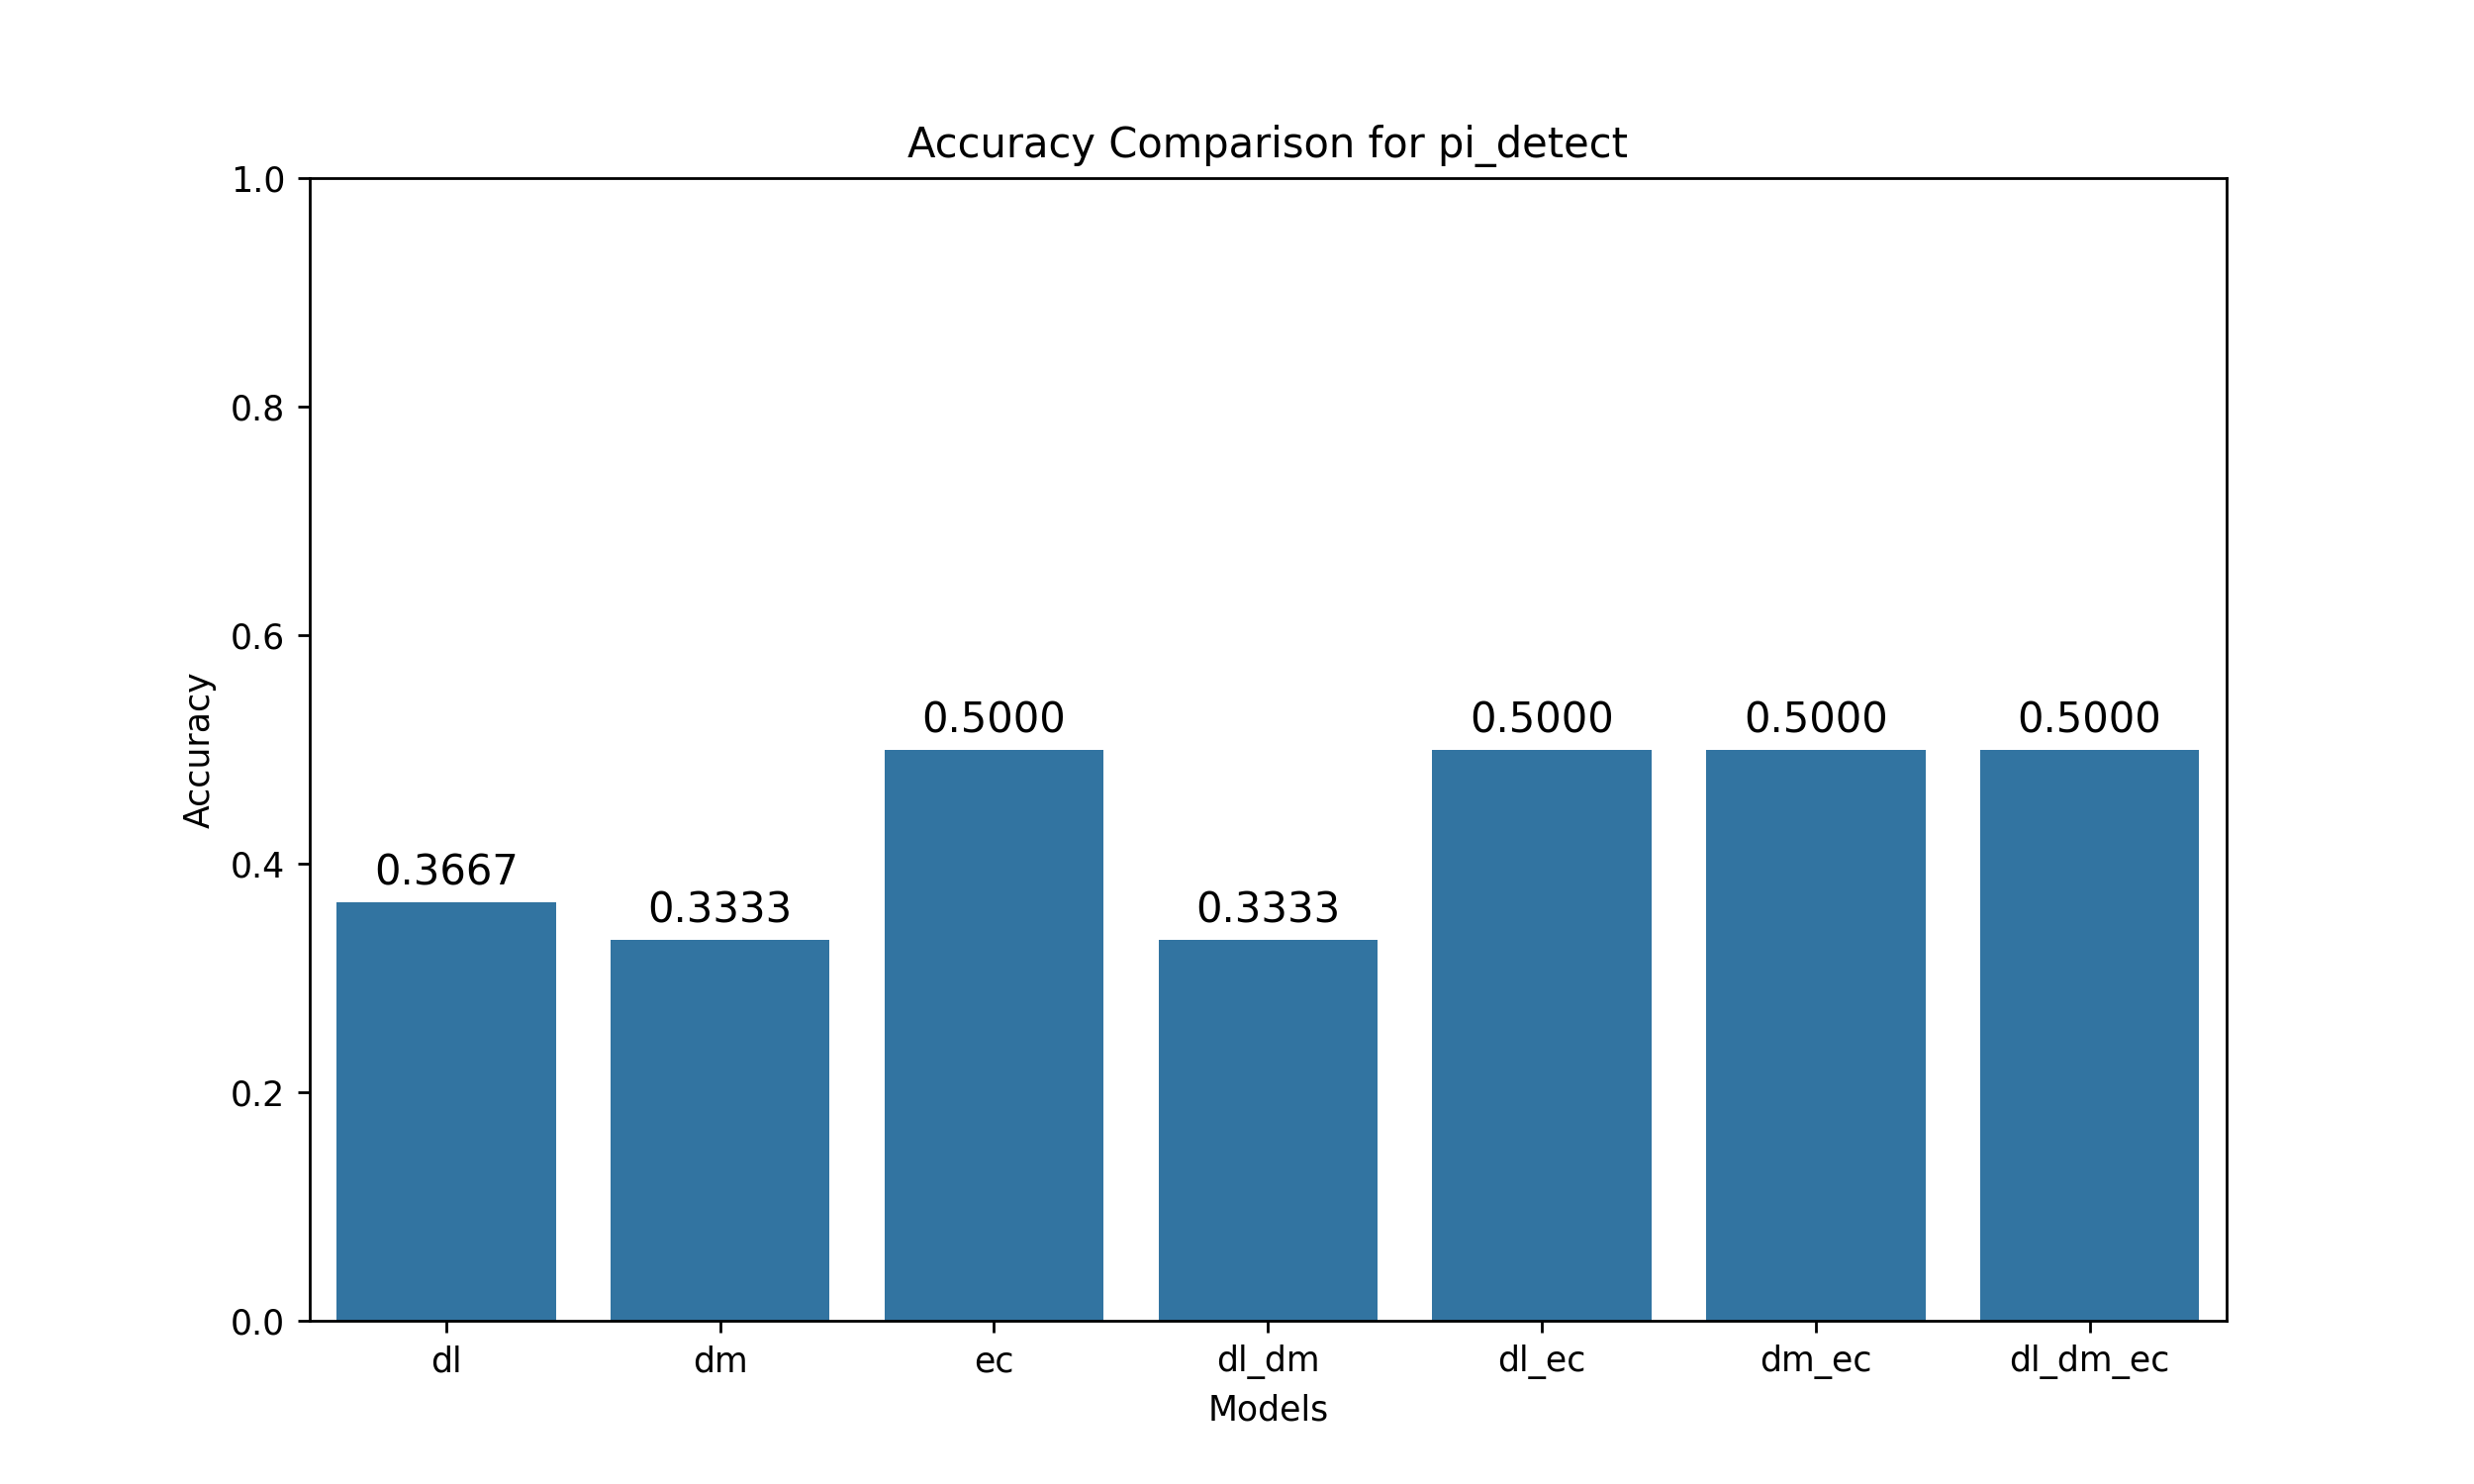 Accuracy Comparison for pi_detect
1.0
0.8
0.6
0.4
0.2
0.0
Accuracy
0.3667
0.3333
0.5000
0.3333
0.5000
0.5000
0.5000
dl
dm
ec
dl_dm
dl_ec
dm_ec
dl_dm_ec
Models